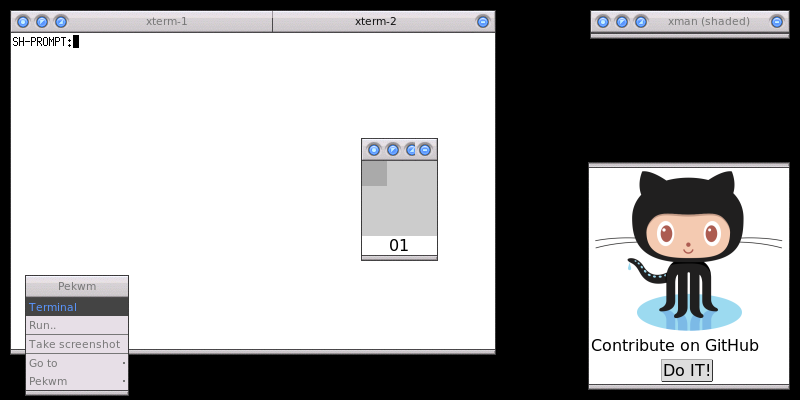 xterm-1 xterm-2
xman (shaded)
SH-PROMPT:
01
Pekwm
Terminal
Run..
Take screenshot
Go to
Pekwm
Contribute on GitHub
Do IT!